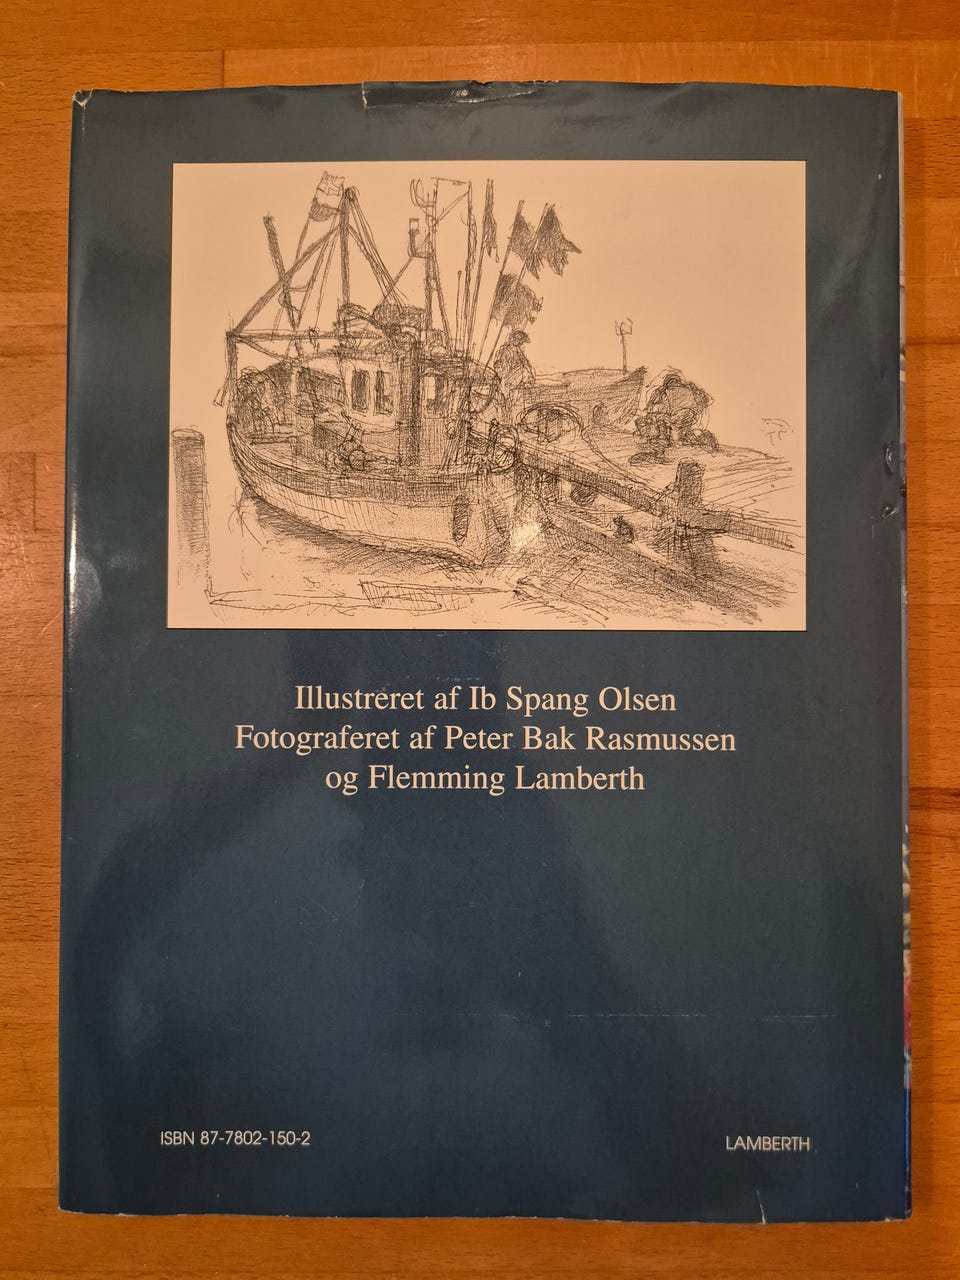 Illustreret af Ib Spang Olsen
Fotograferet af Peter Bak Rasmussen
og Flemming Lamberth
ISBN 87-7802-150-2
LAMBERTH